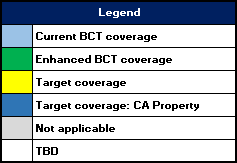 Legend
Current BCT coverage
Enhanced BCT coverage
Target coverage
Target coverage: CA Property
Not applicable
TBD